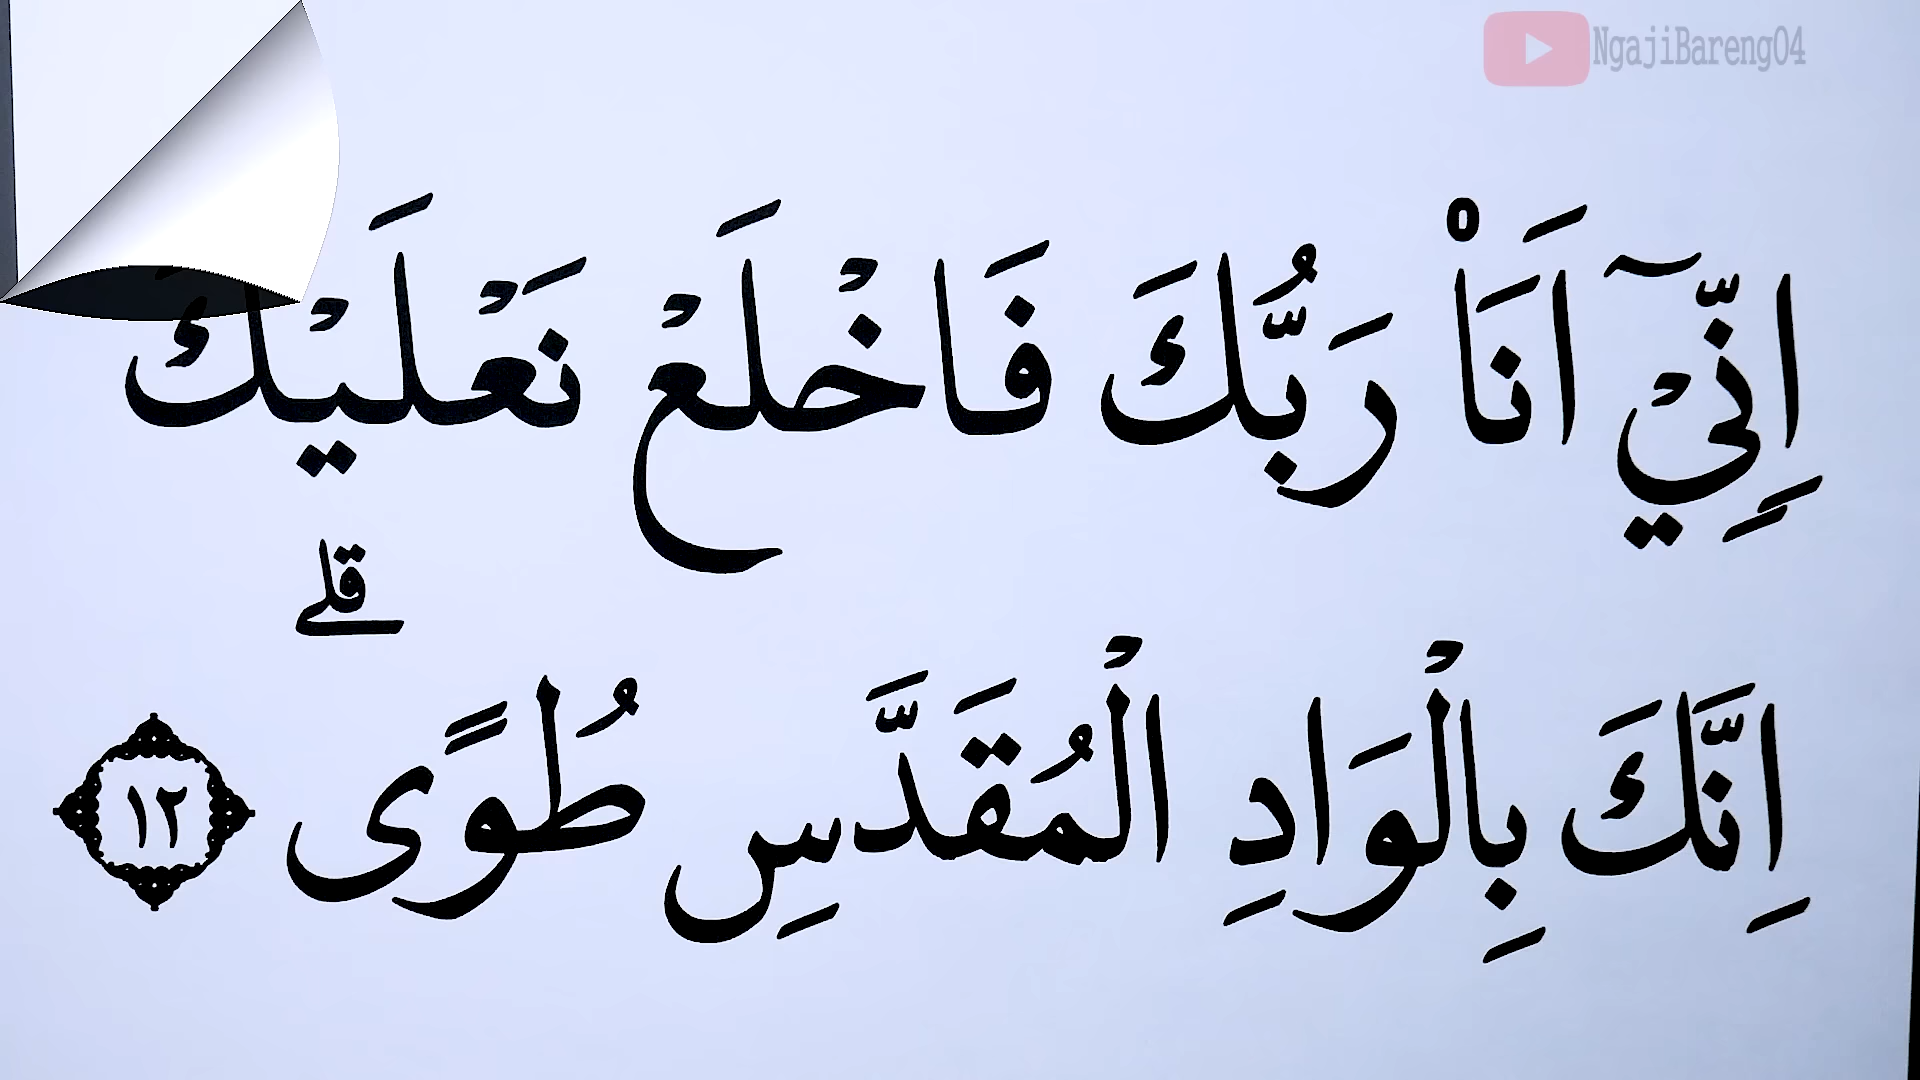 NgajiBareng04
اِنِّيْٓ اَنَا۠ رَبُّكَ فَاخْلَعْ نَعْلَيْكَ
ۚقلے
اِنَّكَ بِالْوَادِ الْمُقَدَّسِ طُوًى ١٢